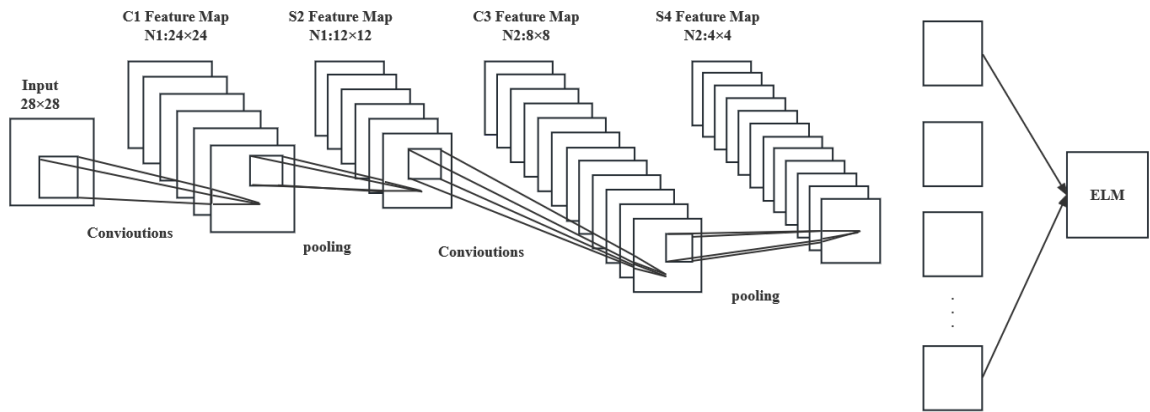 C1 Feature Map
N1:24×24
S2 Feature Map
N1:12×12
C3 Feature Map
N2:8×8
S4 Feature Map
N2:4×4
Input
28×28
Convioutions
pooling
Convioutions
pooling
ELM